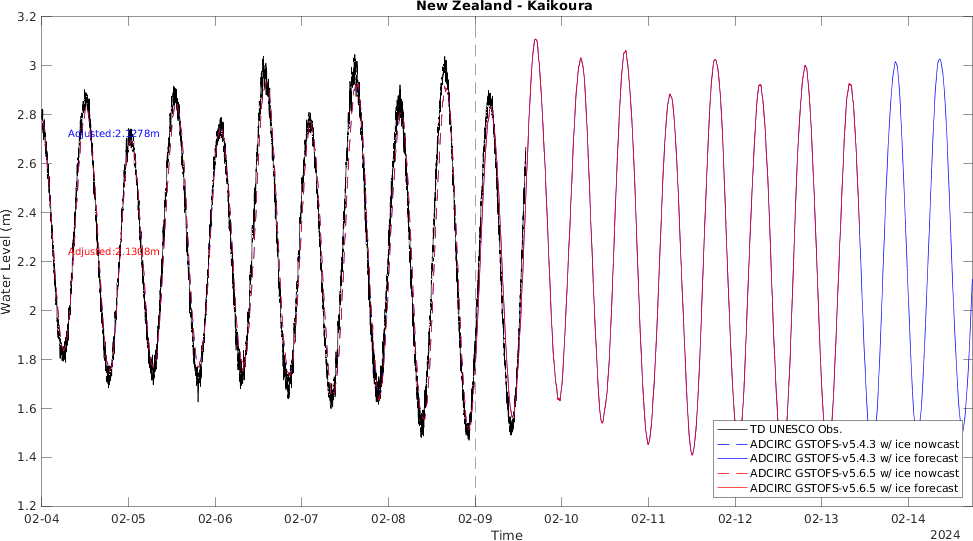 New Zealand - Kaikoura
3.2
3
2.8
2.6
2.4
2.2
2
1.8
1.6
1.4
1.2
Water Level (m)
Adjusted:2.1278m
Adjusted:2.1308m
TD UNESCO Obs.
ADCIRC GSTOFS-v5.4.3 w/ ice nowcast
ADCIRC GSTOFS-v5.4.3 w/ ice forecast
ADCIRC GSTOFS-v5.6.5 w/ ice nowcast
ADCIRC GSTOFS-v5.6.5 w/ ice forecast
02-04 02-05 02-06 02-07 02-08 02-09 02-10 02-11 02-12 02-13 02-14
Time
2024